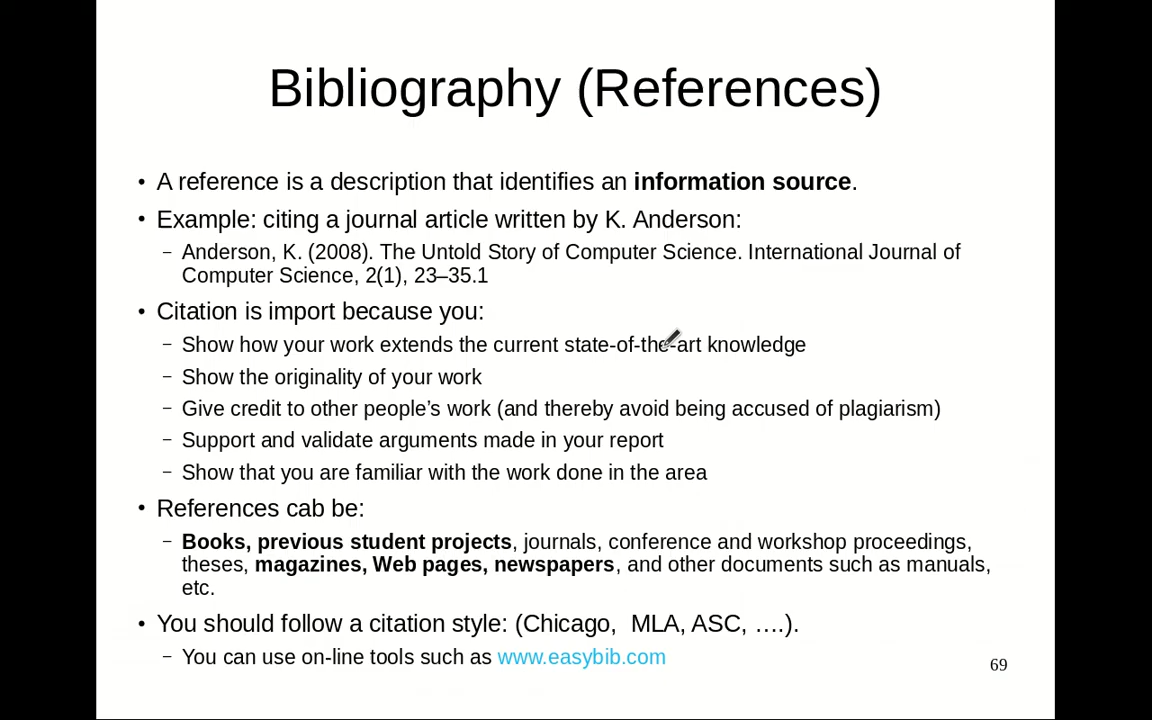 Bibliography (References)
• A reference is a description that identifies an information source.
• Example: citing a journal article written by K. Anderson:
– Anderson, K. (2008). The Untold Story of Computer Science. International Journal of
Computer Science, 2(1), 23–35.1
• Citation is import because you:
– Show how your work extends the current state-of-the-art knowledge
– Show the originality of your work
– Give credit to other people’s work (and thereby avoid being accused of plagiarism)
– Support and validate arguments made in your report
– Show that you are familiar with the work done in the area
• References cab be:
– Books, previous student projects, journals, conference and workshop proceedings,
theses, magazines, Web pages, newspapers, and other documents such as manuals,
etc.
• You should follow a citation style: (Chicago,  MLA, ASC, ….).
– You can use on-line tools such as www.easybib.com
69